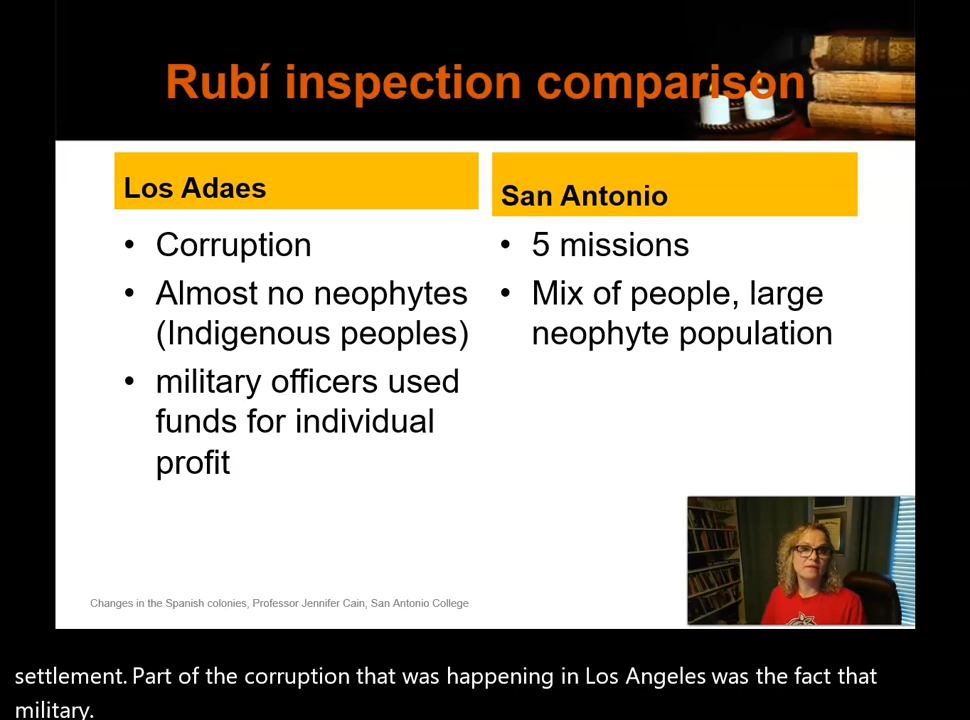 Rubí inspection comparison
Los Adaes
• Corruption
• Almost no neophytes
(Indigenous peoples)
• military officers used
funds for individual
profit
San Antonio
• 5 missions
• Mix of people, large
neophyte population
Changes in the Spanish colonies, Professor Jennifer Cain, San Antonio College
settlement. Part of the corruption that was happening in Los Angeles was the fact that
military.